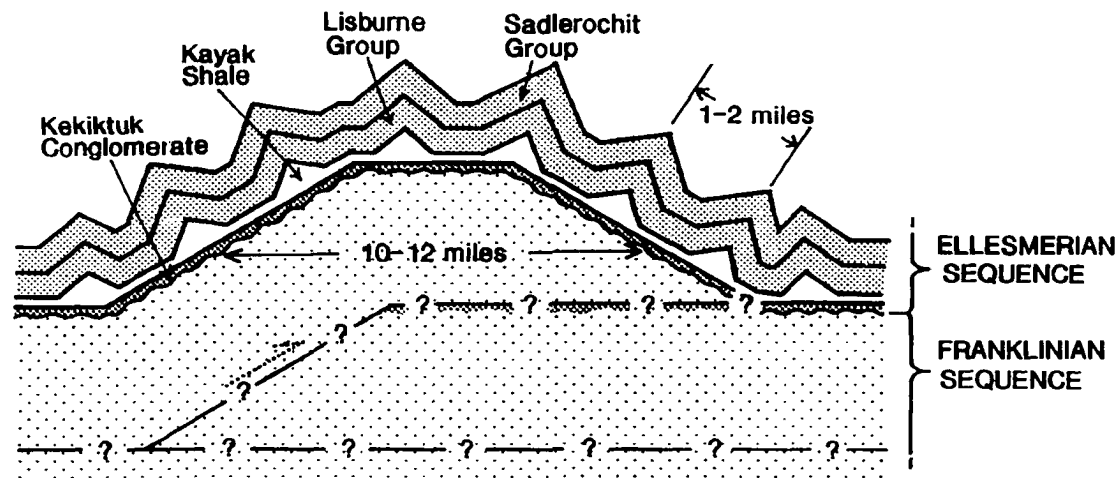 Lisburne
Group
Sadlerochit
Group
Kayak
Shale
Kekiktuk
Conglomerate
1-2 miles
10-12 miles
ELLESMERIAN
SEQUENCE
? ? ? ? ?
?
?
FRANKLINIAN
SEQUENCE
? ? ? ? ? ? ?